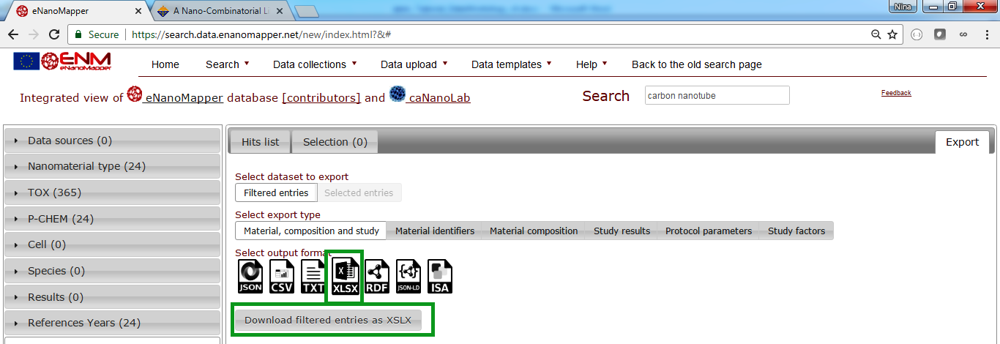 eNanoMapper
A Nano-Combinatorial Li
Nina
Secure
https://search.data.enanomapper.net/new/index.html?&#
ENM
eNanoMapper
Home Search Data collections Data upload Data templates Help Back to the old search page
Integrated view of eNanoMapper database [contributors] and caNanoLab
Search carbon nanotube
Feedback
Data sources (0)
Nanomaterial type (24)
TOX (365)
P-CHEM (24)
Cell (0)
Species (0)
Results (0)
References Years (24)
Hits list Selection (0) Export
Select dataset to export
Filtered entries Selected entries
Select export type
Material, composition and study Material identifiers Material composition Study results Protocol parameters Study factors
Select output format
JSON CSV TXT XLSX RDF JSON-LD ISA
Download filtered entries as XSLX